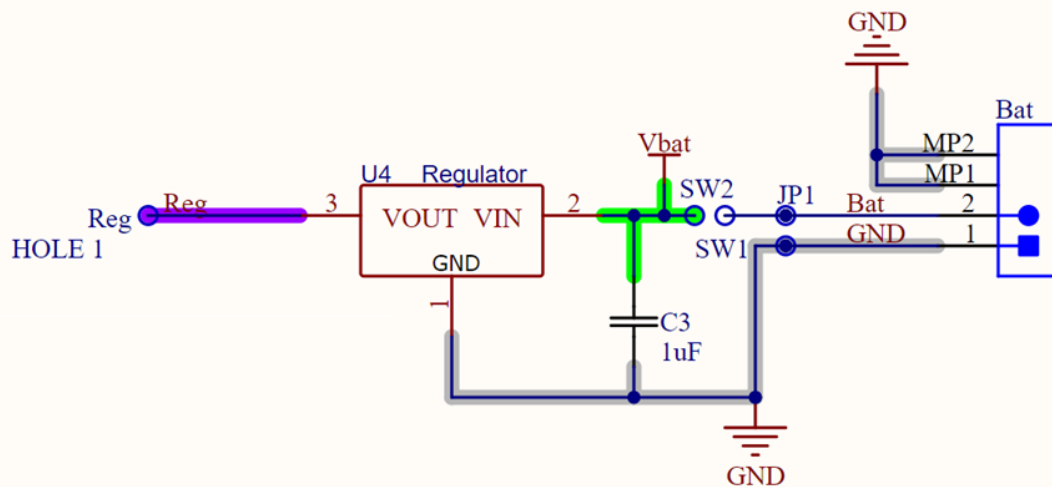 GND
Bat
MP2
MP1
Vbat
U4 Regulator
SW2
JP1
Reg
Reg
3
VOUT VIN
2
Bat
2
HOLE 1
GND
SW1
GND
1
1
C3
1uF
GND